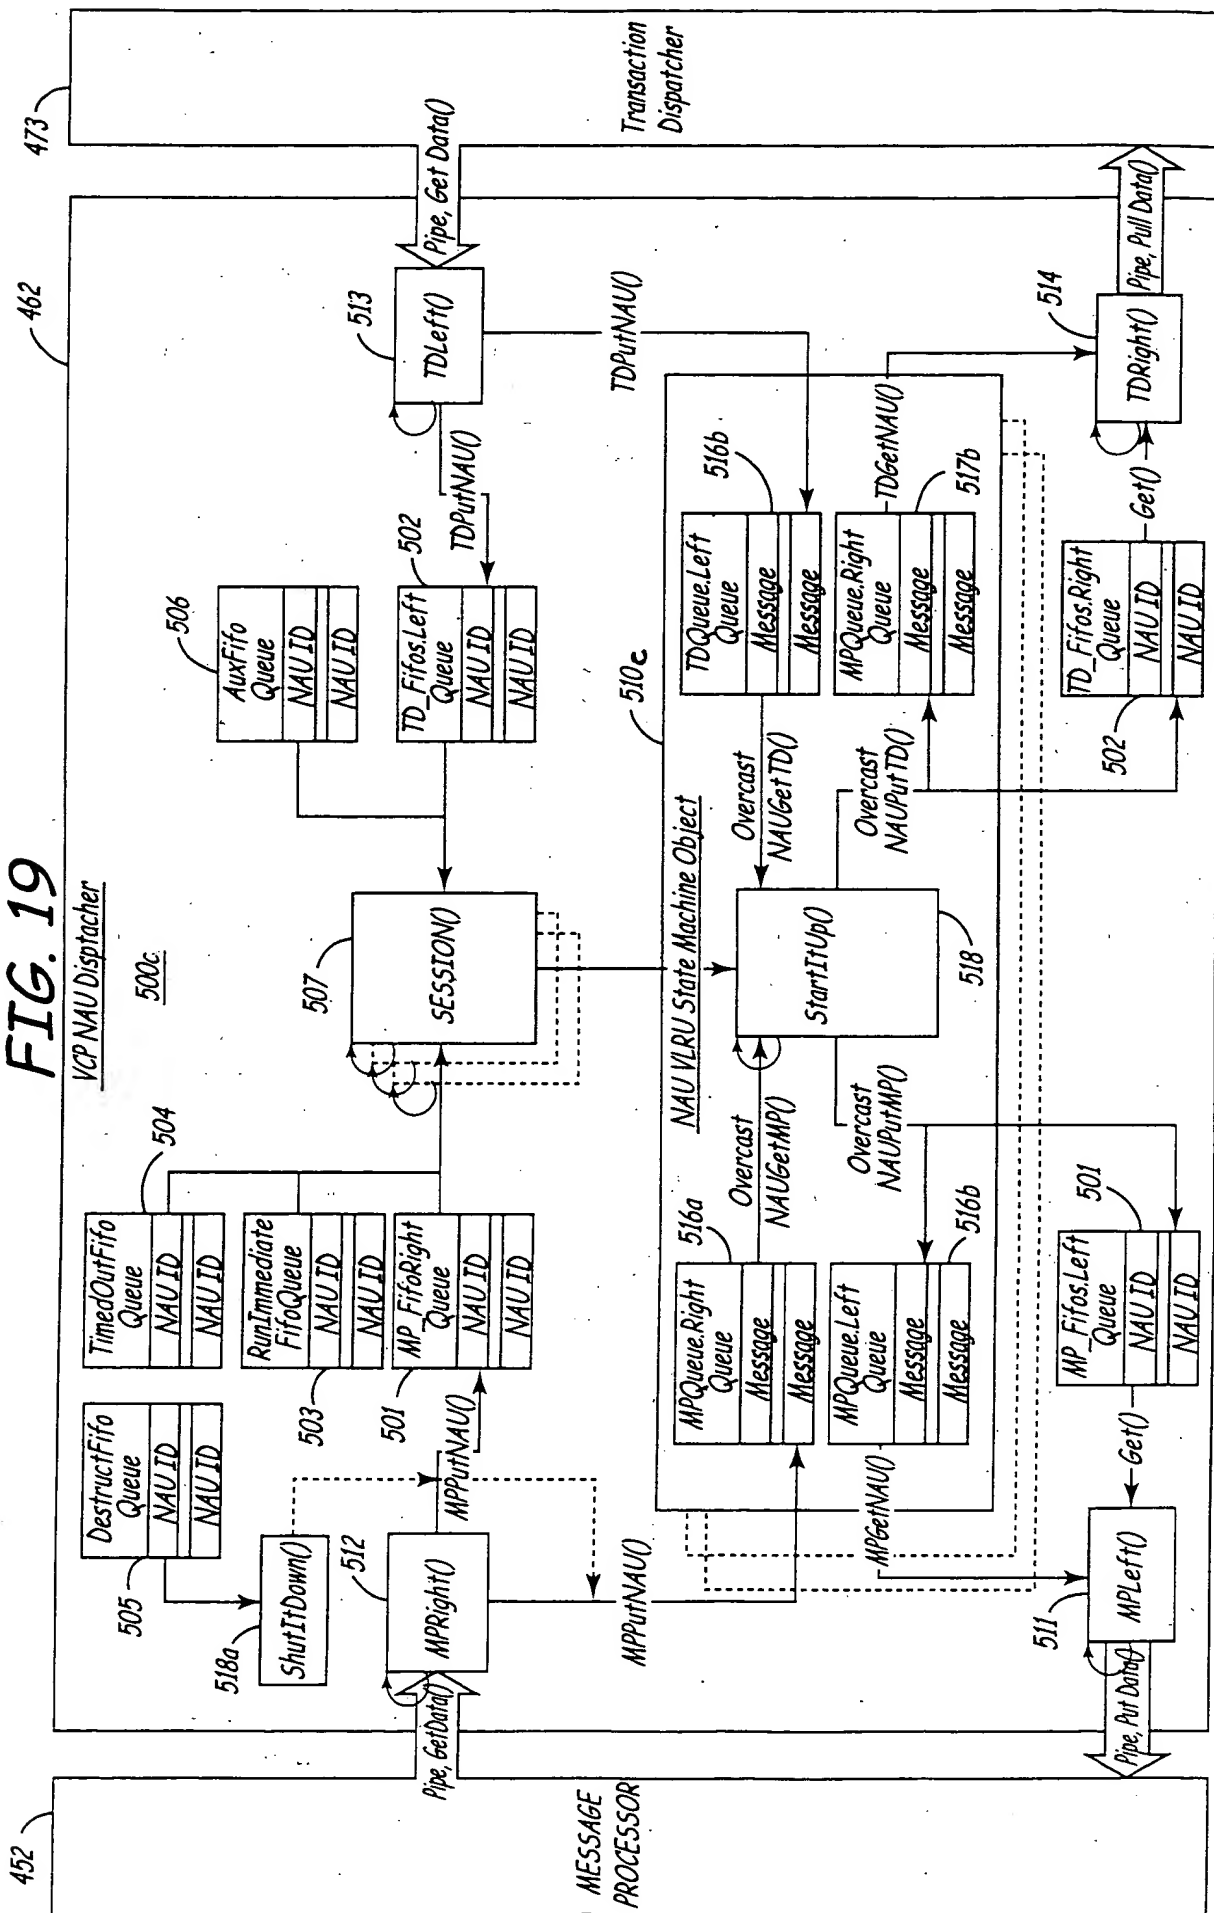 FIG. 19
VCP NAU Disptacher
500c
462
452
MESSAGE
PROCESSOR
473
Transaction
Dispatcher
DestructFifo
Queue
NAU ID
NAU ID
505
ShutItDown()
518a
TimedOutFifo
Queue
NAU ID
NAU ID
504
RunImmediate
FifoQueue
NAU ID
NAU ID
503
MP_FifoRight
Queue
NAU ID
NAU ID
501
MPPutNAU()
MPRight()
512
Pipe, GetData()
MPPutNAU()
SESSION()
507
AuxFifo
Queue
NAU ID
NAU ID
506
TD_Fifos.Left
Queue
NAU ID
NAU ID
502
TDPutNAU()
TDLeft()
513
Pipe, Get Data()
TDPutNAU()
NAU VLRU State Machine Object
510c
MPQueue.Right
Queue
Message
Message
516a
Overcast
NAUGetMP()
MPQueue.Left
Queue
Message
Message
516b
Overcast
NAUPutMP()
MPGetNAU()
StartItUp()
518
Overcast
NAUGetTD()
TDQueue.Left
Queue
Message
Message
516b
Overcast
NAUPutTD()
MPQueue.Right
Queue
Message
Message
517b
TDGetNAU()
MP_Fifos.Left
Queue
NAU ID
NAU ID
501
Get()
MPLeft()
511
Pipe, Put Data()
TD_Fifos.Right
Queue
NAU ID
NAU ID
502
Get()
TDRight()
514
Pipe, Pull Data()